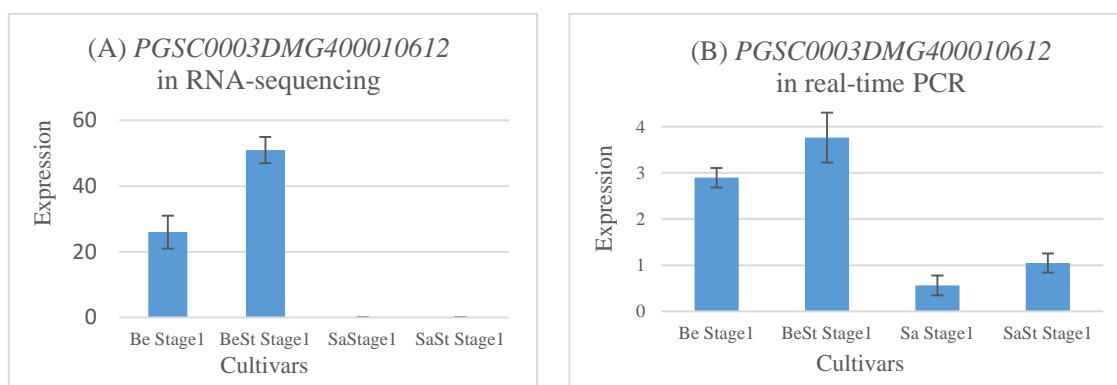 (A) PGSC0003DMG400010612
in RNA-sequencing
60
40
20
0
Expression
Be Stage1 BeSt Stage1 SaStage1 SaSt Stage1
Cultivars
(B) PGSC0003DMG400010612
in real-time PCR
4
3
2
1
0
Expression
Be Stage1 BeSt Stage1 Sa Stage1 SaSt Stage1
Cultivars